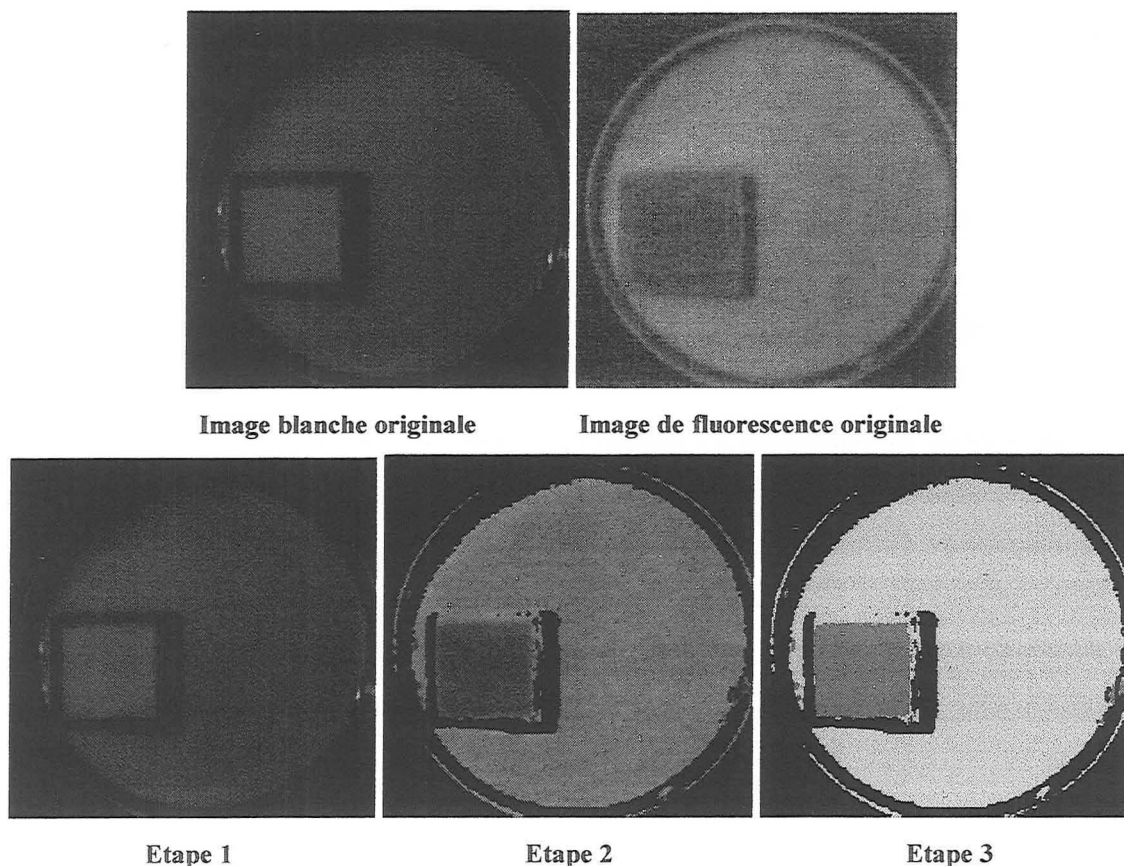 Image blanche originale
Image de fluorescence originale
Etape 1
Etape 2
Etape 3